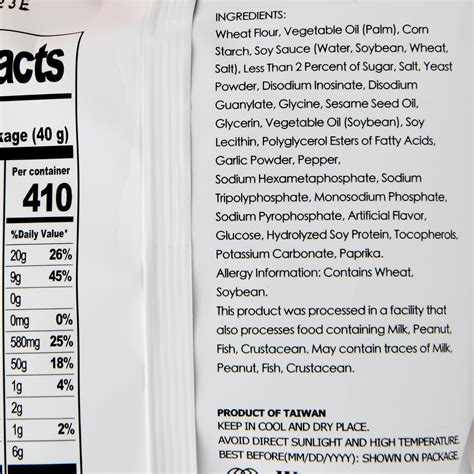 23E
acts
kage (40 g)
Per container
410
%Daily Value*
20g 26%
9g 45%
0g
0mg 0%
580mg 25%
50g 18%
1g 4%
2g
1g 2%
6g
INGREDIENTS:
Wheat Flour, Vegetable Oil (Palm), Corn
Starch, Soy Sauce (Water, Soybean, Wheat,
Salt), Less Than 2 Percent of Sugar, Salt, Yeast
Powder, Disodium Inosinate, Disodium
Guanylate, Glycine, Sesame Seed Oil,
Glycerin, Vegetable Oil (Soybean), Soy
Lecithin, Polyglycerol Esters of Fatty Acids,
Garlic Powder, Pepper,
Sodium Hexametaphosphate, Sodium
Tripolyphosphate, Monosodium Phosphate,
Sodium Pyrophosphate, Artificial Flavor,
Glucose, Hydrolyzed Soy Protein, Tocopherols,
Potassium Carbonate, Paprika.
Allergy Information: Contains Wheat,
Soybean.
This product was processed in a facility that
also processes food containing Milk, Peanut,
Fish, Crustacean. May contain traces of Milk,
Peanut, Fish, Crustacean.
PRODUCT OF TAIWAN
KEEP IN COOL AND DRY PLACE.
AVOID DIRECT SUNLIGHT AND HIGH TEMPERATURE.
BEST BEFORE(MM/DD/YYYY): SHOWN ON PACKAGE.